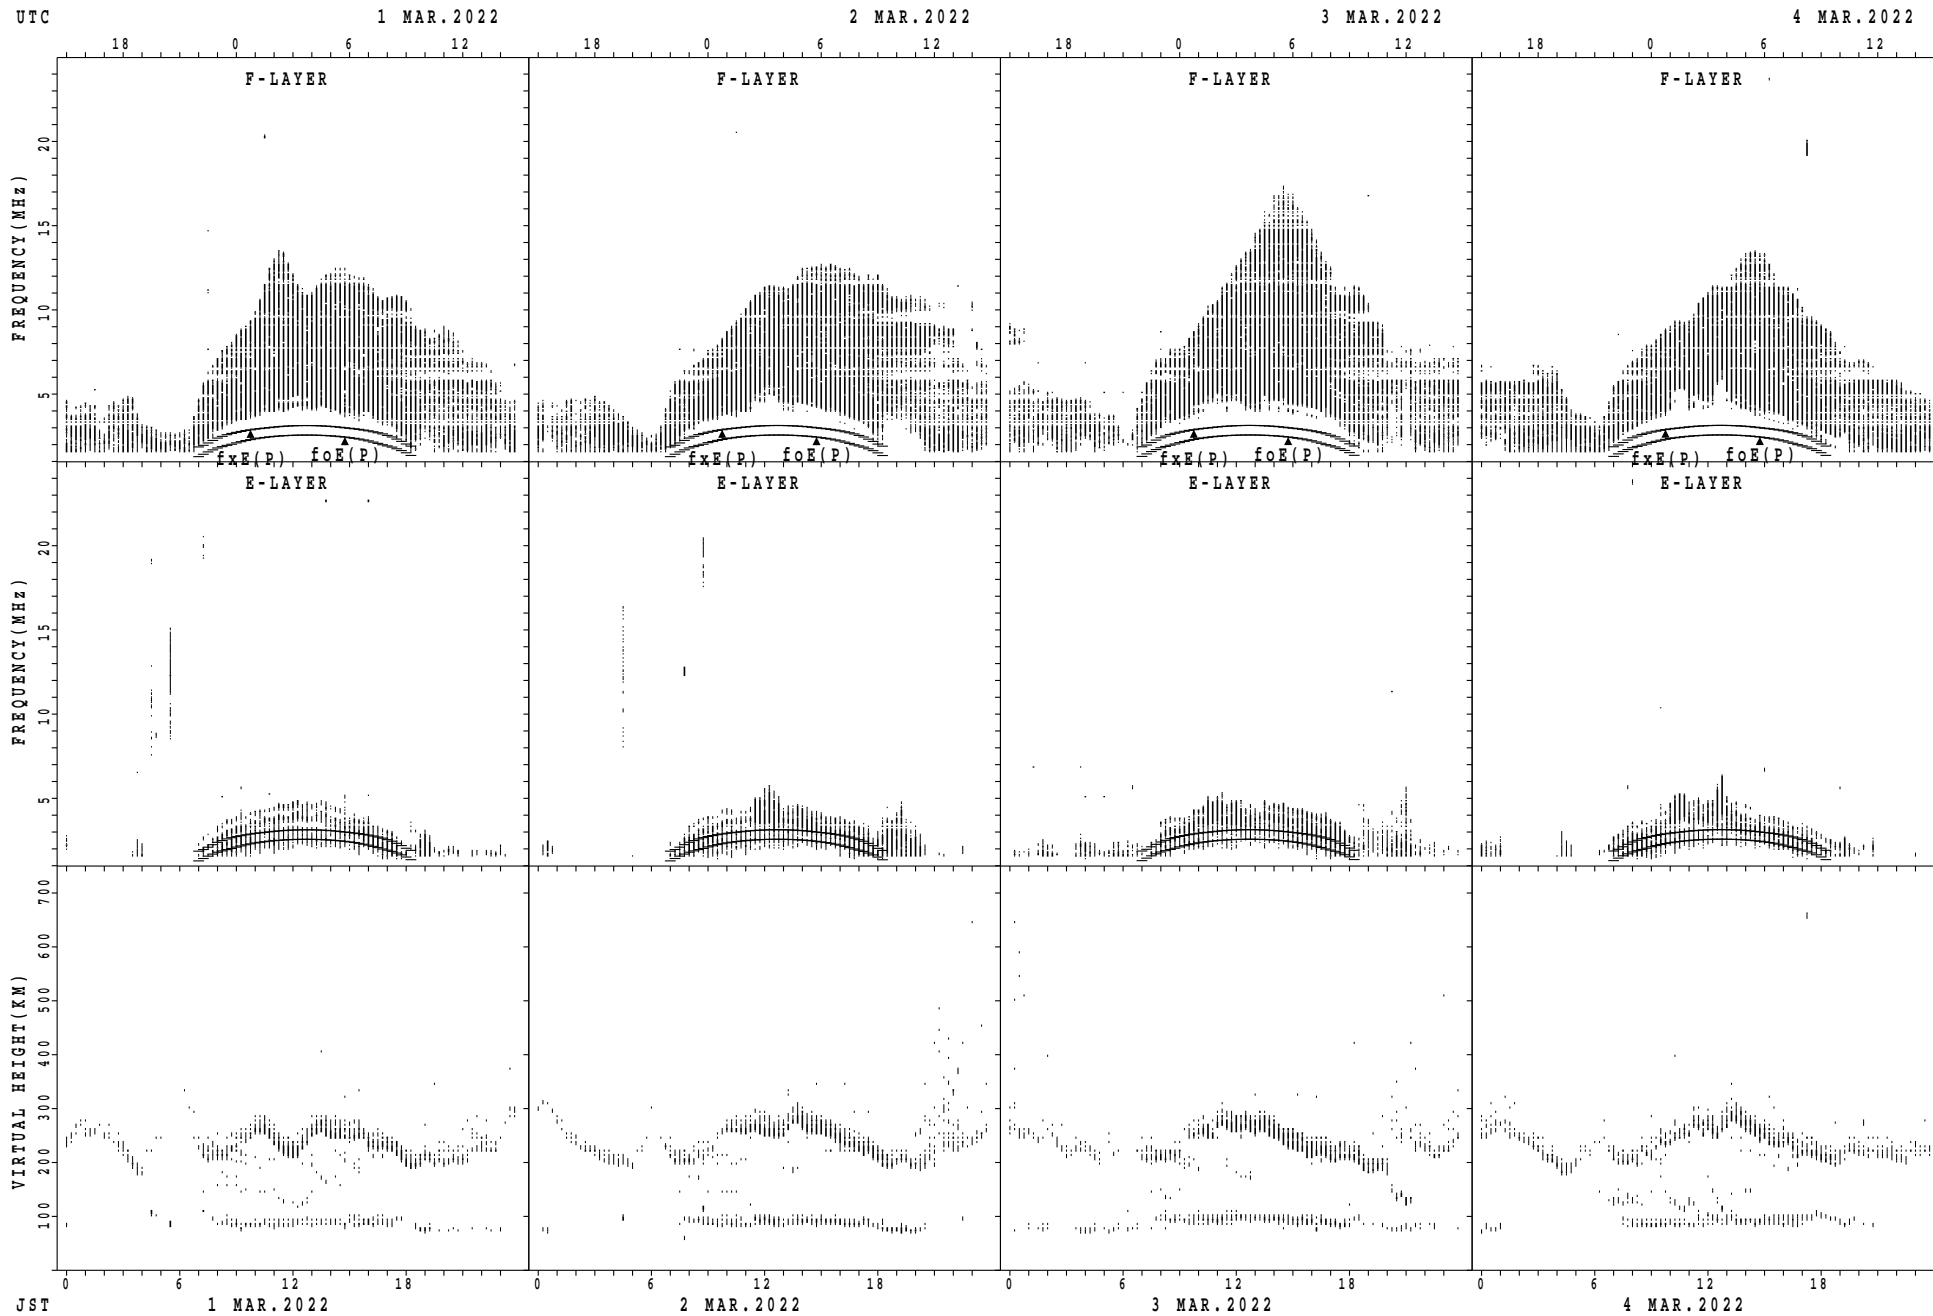 UTC 1 MAR.2022 2 MAR.2022 3 MAR.2022 4 MAR.2022
18 0 6 12 18 0 6 12 18 0 6 12 18 0 6 12
F-LAYER F-LAYER F-LAYER F-LAYER
FREQUENCY(MHz)
20
15
10
5
fxE(P) foE(P) fxE(P) foE(P) fxE(P) foE(P) fxE(P) foE(P)
E-LAYER E-LAYER E-LAYER E-LAYER
FREQUENCY(MHz)
20
15
10
5
VIRTUAL HEIGHT(KM)
700
600
500
400
300
200
100
0 6 12 18 0 6 12 18 0 6 12 18 0 6 12 18
JST 1 MAR.2022 2 MAR.2022 3 MAR.2022 4 MAR.2022